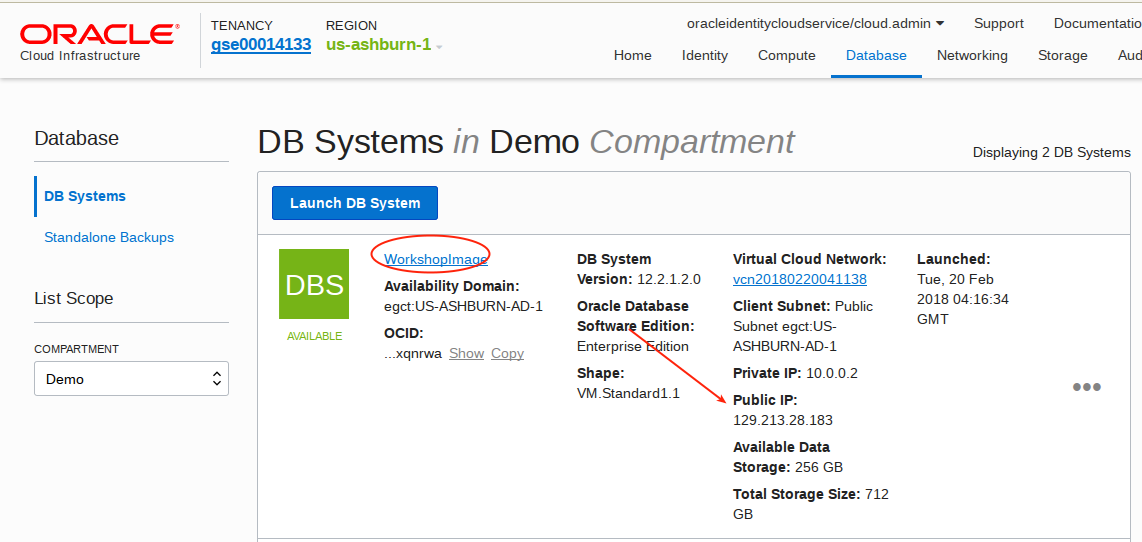 ORACLE®
Cloud Infrastructure
TENANCY
gse00014133
REGION
us-ashburn-1
oracleidentitycloudservice/cloud.admin
Support
Documentatio
Home
Identity
Compute
Database
Networking
Storage
Aud
Database
DB Systems
Standalone Backups
List Scope
COMPARTMENT
Demo
DB Systems in Demo Compartment
Displaying 2 DB Systems
Launch DB System
DBS
AVAILABLE
WorkshopImage
Availability Domain:
egct:US-ASHBURN-AD-1
OCID:
...xqnrwa Show Copy
DB System
Version: 12.2.1.2.0
Oracle Database
Software Edition:
Enterprise Edition
Shape:
VM.Standard1.1
Virtual Cloud Network:
vcn20180220041138
Client Subnet: Public
Subnet egct:US-
ASHBURN-AD-1
Private IP: 10.0.0.2
Public IP:
129.213.28.183
Available Data
Storage: 256 GB
Total Storage Size: 712
GB
Launched:
Tue, 20 Feb
2018 04:16:34
GMT